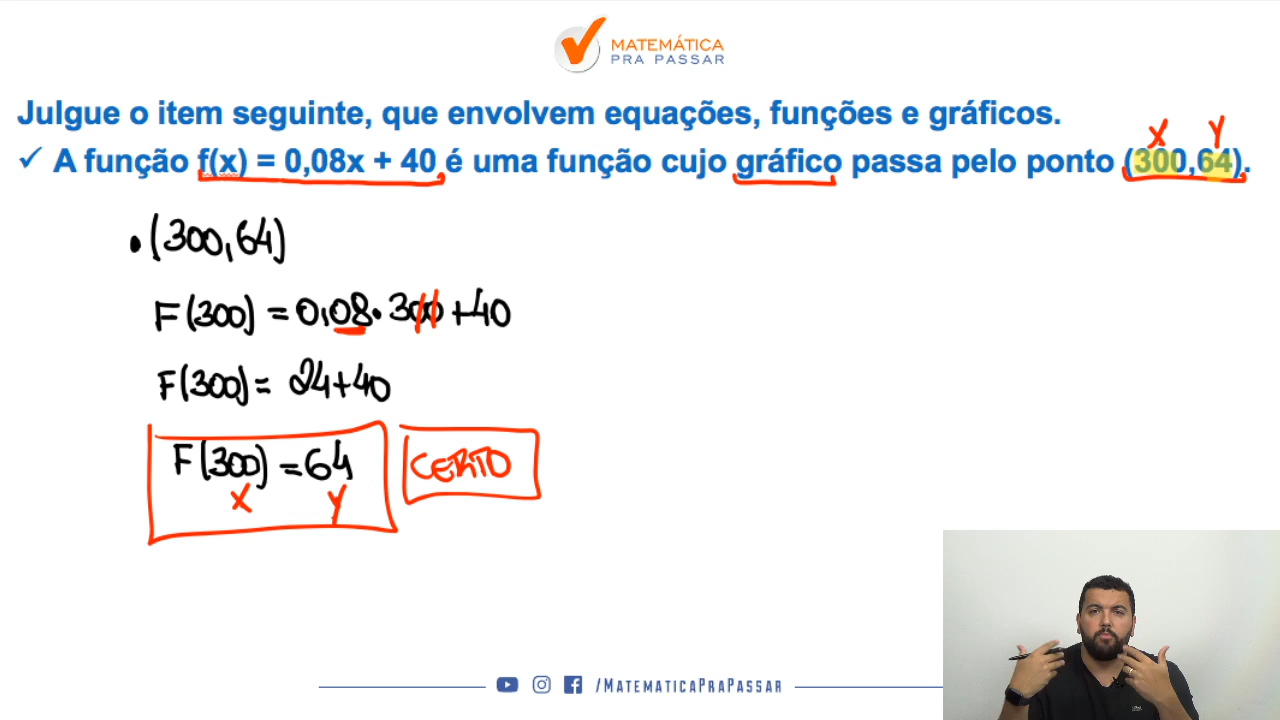 MATEMÁTICA
PRA PASSAR
Julgue o item seguinte, que envolvem equações, funções e gráficos.
X Y
✓ A função f(x) = 0,08x + 40 é uma função cujo gráfico passa pelo ponto (300,64).
• (300,64)
F(300) = 0,08 • 300 + 40
F(300) = 24+40
F(300) = 64
CERTO
X Y
/MATEMATICAPRAPASSAR